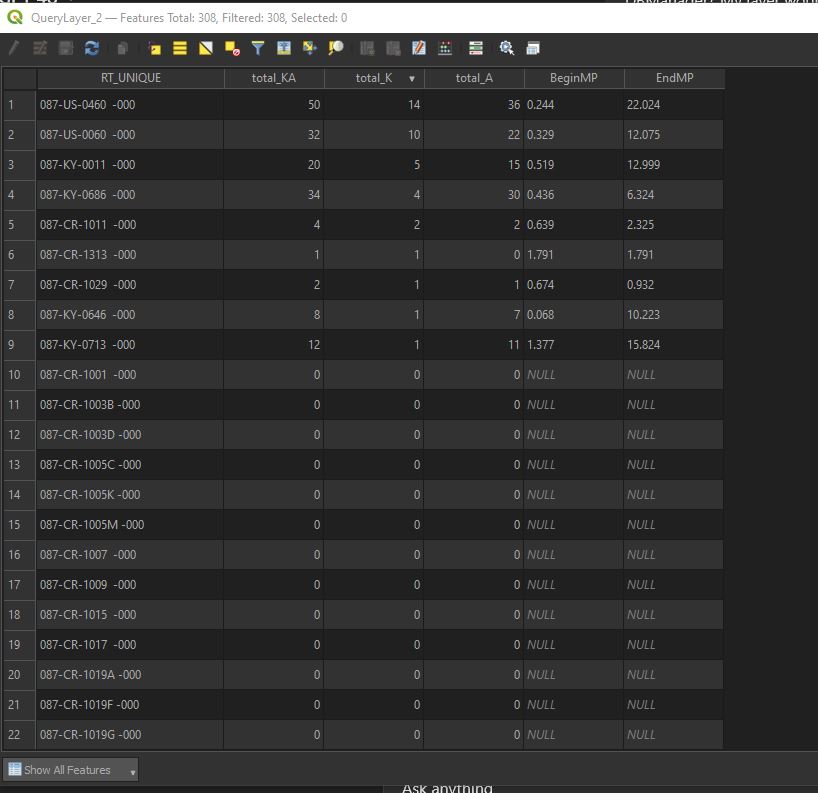 QueryLayer_2 — Features Total: 308, Filtered: 308, Selected: 0
RT_UNIQUE total_KA total_K total_A BeginMP EndMP
1 087-US-0460 -000 50 14 36 0.244 22.024
2 087-US-0060 -000 32 10 22 0.329 12.075
3 087-KY-0011 -000 20 5 15 0.519 12.999
4 087-KY-0686 -000 34 4 30 0.436 6.324
5 087-CR-1011 -000 4 2 2 0.639 2.325
6 087-CR-1313 -000 1 1 0 1.791 1.791
7 087-CR-1029 -000 2 1 1 0.674 0.932
8 087-KY-0646 -000 8 1 7 0.068 10.223
9 087-KY-0713 -000 12 1 11 1.377 15.824
10 087-CR-1001 -000 0 0 0 NULL NULL
11 087-CR-1003B -000 0 0 0 NULL NULL
12 087-CR-1003D -000 0 0 0 NULL NULL
13 087-CR-1005C -000 0 0 0 NULL NULL
14 087-CR-1005K -000 0 0 0 NULL NULL
15 087-CR-1005M -000 0 0 0 NULL NULL
16 087-CR-1007 -000 0 0 0 NULL NULL
17 087-CR-1009 -000 0 0 0 NULL NULL
18 087-CR-1015 -000 0 0 0 NULL NULL
19 087-CR-1017 -000 0 0 0 NULL NULL
20 087-CR-1019A -000 0 0 0 NULL NULL
21 087-CR-1019F -000 0 0 0 NULL NULL
22 087-CR-1019G -000 0 0 0 NULL NULL
Show All Features
Ask anything